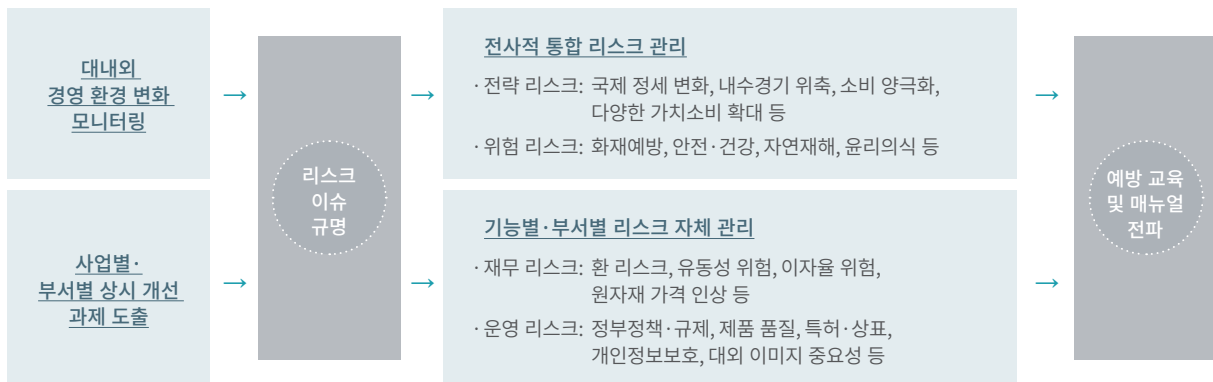 대내외
경영 환경 변화
모니터링
사업별·
부서별 상시 개선
과제 도출
→
→
리스크
이슈
규명
→
→
전사적 통합 리스크 관리
· 전략 리스크: 국제 정세 변화, 내수경기 위축, 소비 양극화,
다양한 가치소비 확대 등
· 위험 리스크: 화재예방, 안전·건강, 자연재해, 윤리의식 등
기능별·부서별 리스크 자체 관리
· 재무 리스크: 환 리스크, 유동성 위험, 이자율 위험,
원자재 가격 인상 등
· 운영 리스크: 정부정책·규제, 제품 품질, 특허·상표,
개인정보보호, 대외 이미지 중요성 등
→
→
예방 교육
및 매뉴얼
전파